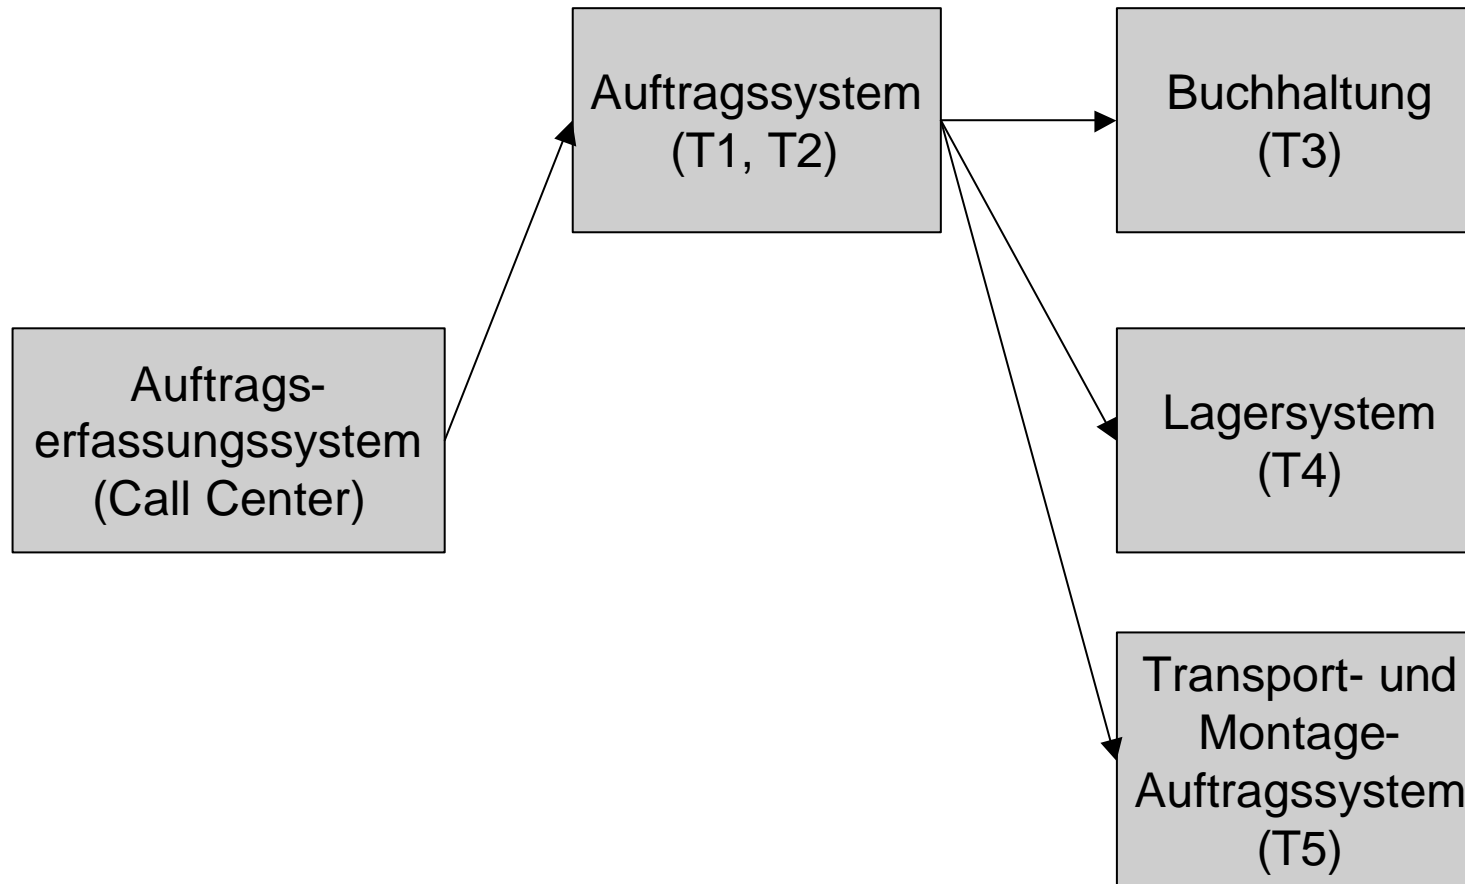 Auftragssystem
(T1, T2)
Buchhaltung
(T3)
Auftrags-
erfassungssystem
(Call Center)
Lagersystem
(T4)
Transport- und
Montage-
Auftragssystem
(T5)